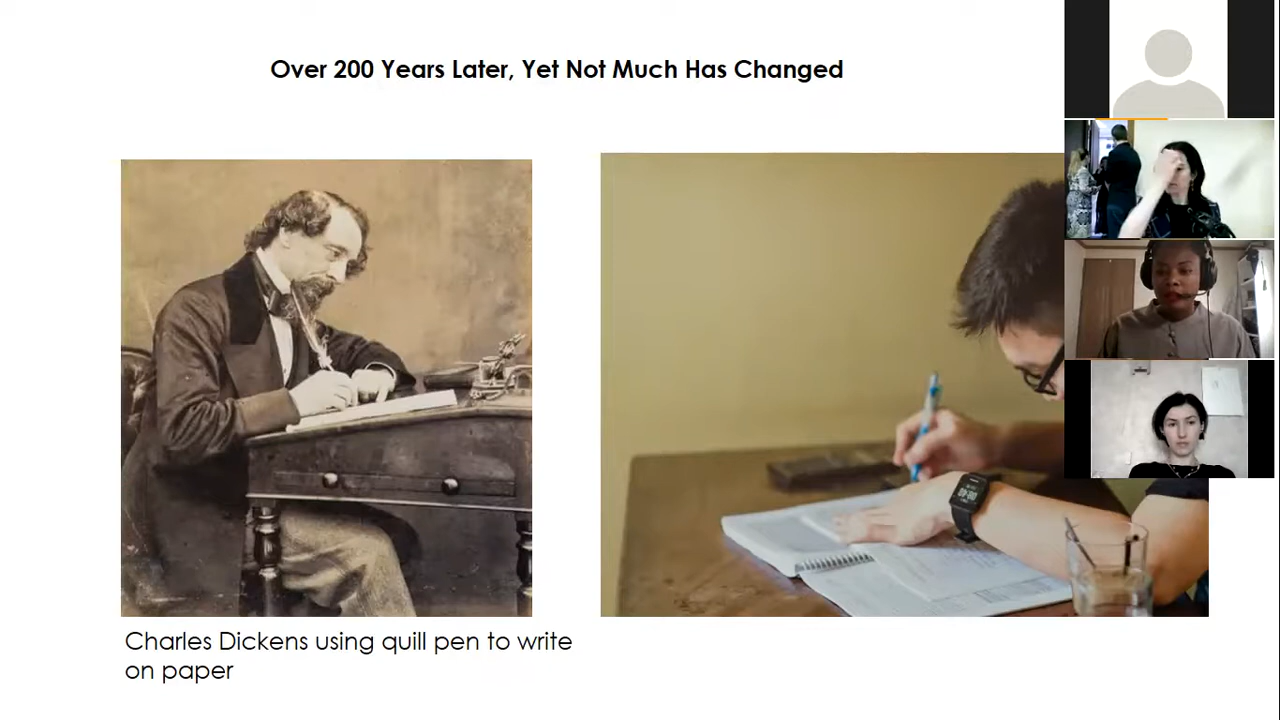 Over 200 Years Later, Yet Not Much Has Changed
Charles Dickens using quill pen to write
on paper